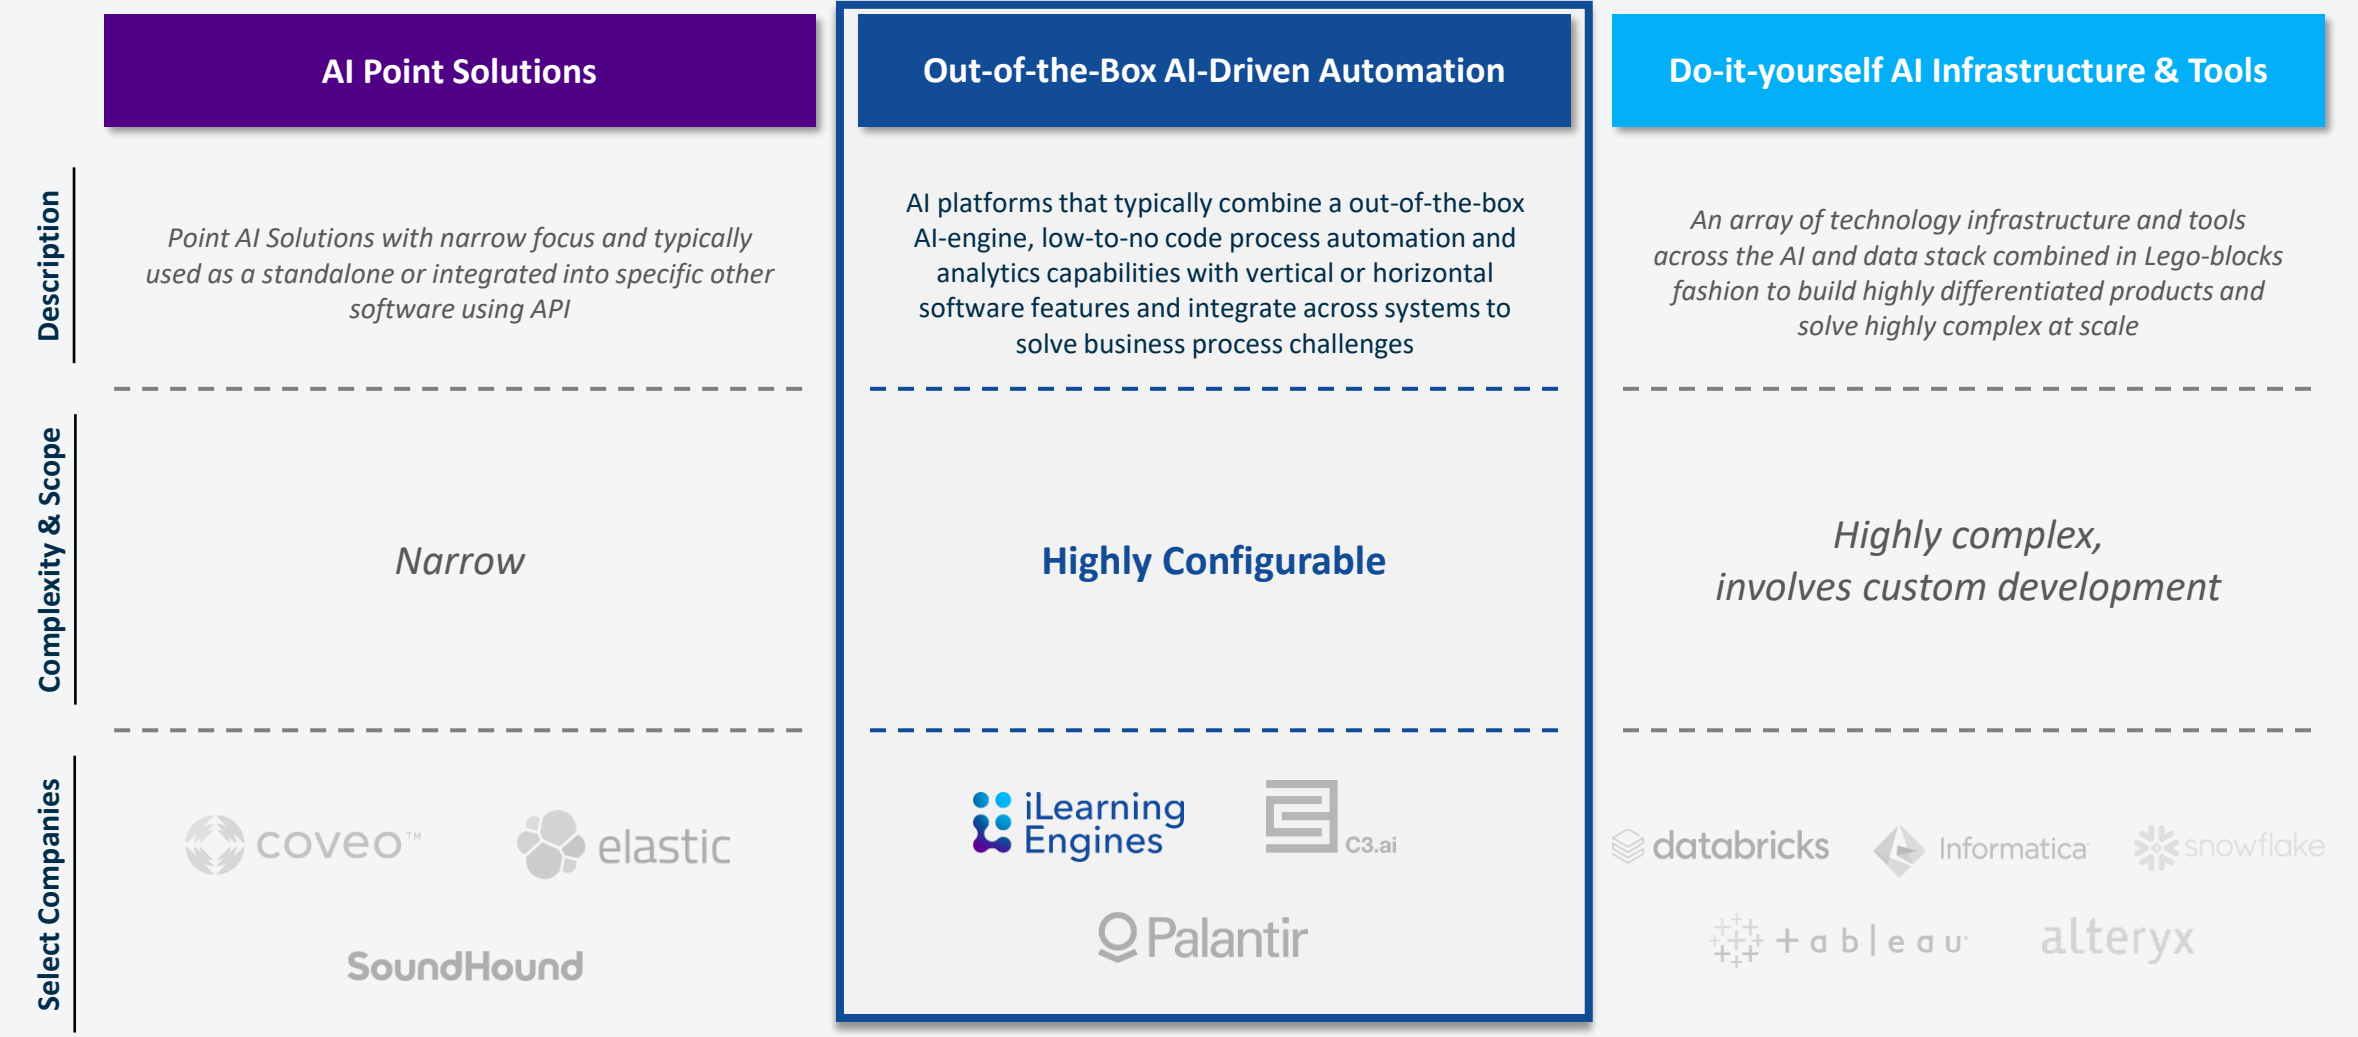 AI Point Solutions
Out-of-the-Box AI-Driven Automation
Do-it-yourself AI Infrastructure & Tools
Description
Point AI Solutions with narrow focus and typically
used as a standalone or integrated into specific other
software using API
AI platforms that typically combine a out-of-the-box
AI-engine, low-to-no code process automation and
analytics capabilities with vertical or horizontal
software features and integrate across systems to
solve business process challenges
An array of technology infrastructure and tools
across the AI and data stack combined in Lego-blocks
fashion to build highly differentiated products and
solve highly complex at scale
Complexity & Scope
Narrow
Highly Configurable
Highly complex,
involves custom development
Select Companies
coveo™
elastic
SoundHound
iLearning
Engines
C3.ai
Palantir
databricks
Informatica
snowflake
+ableau
alteryx